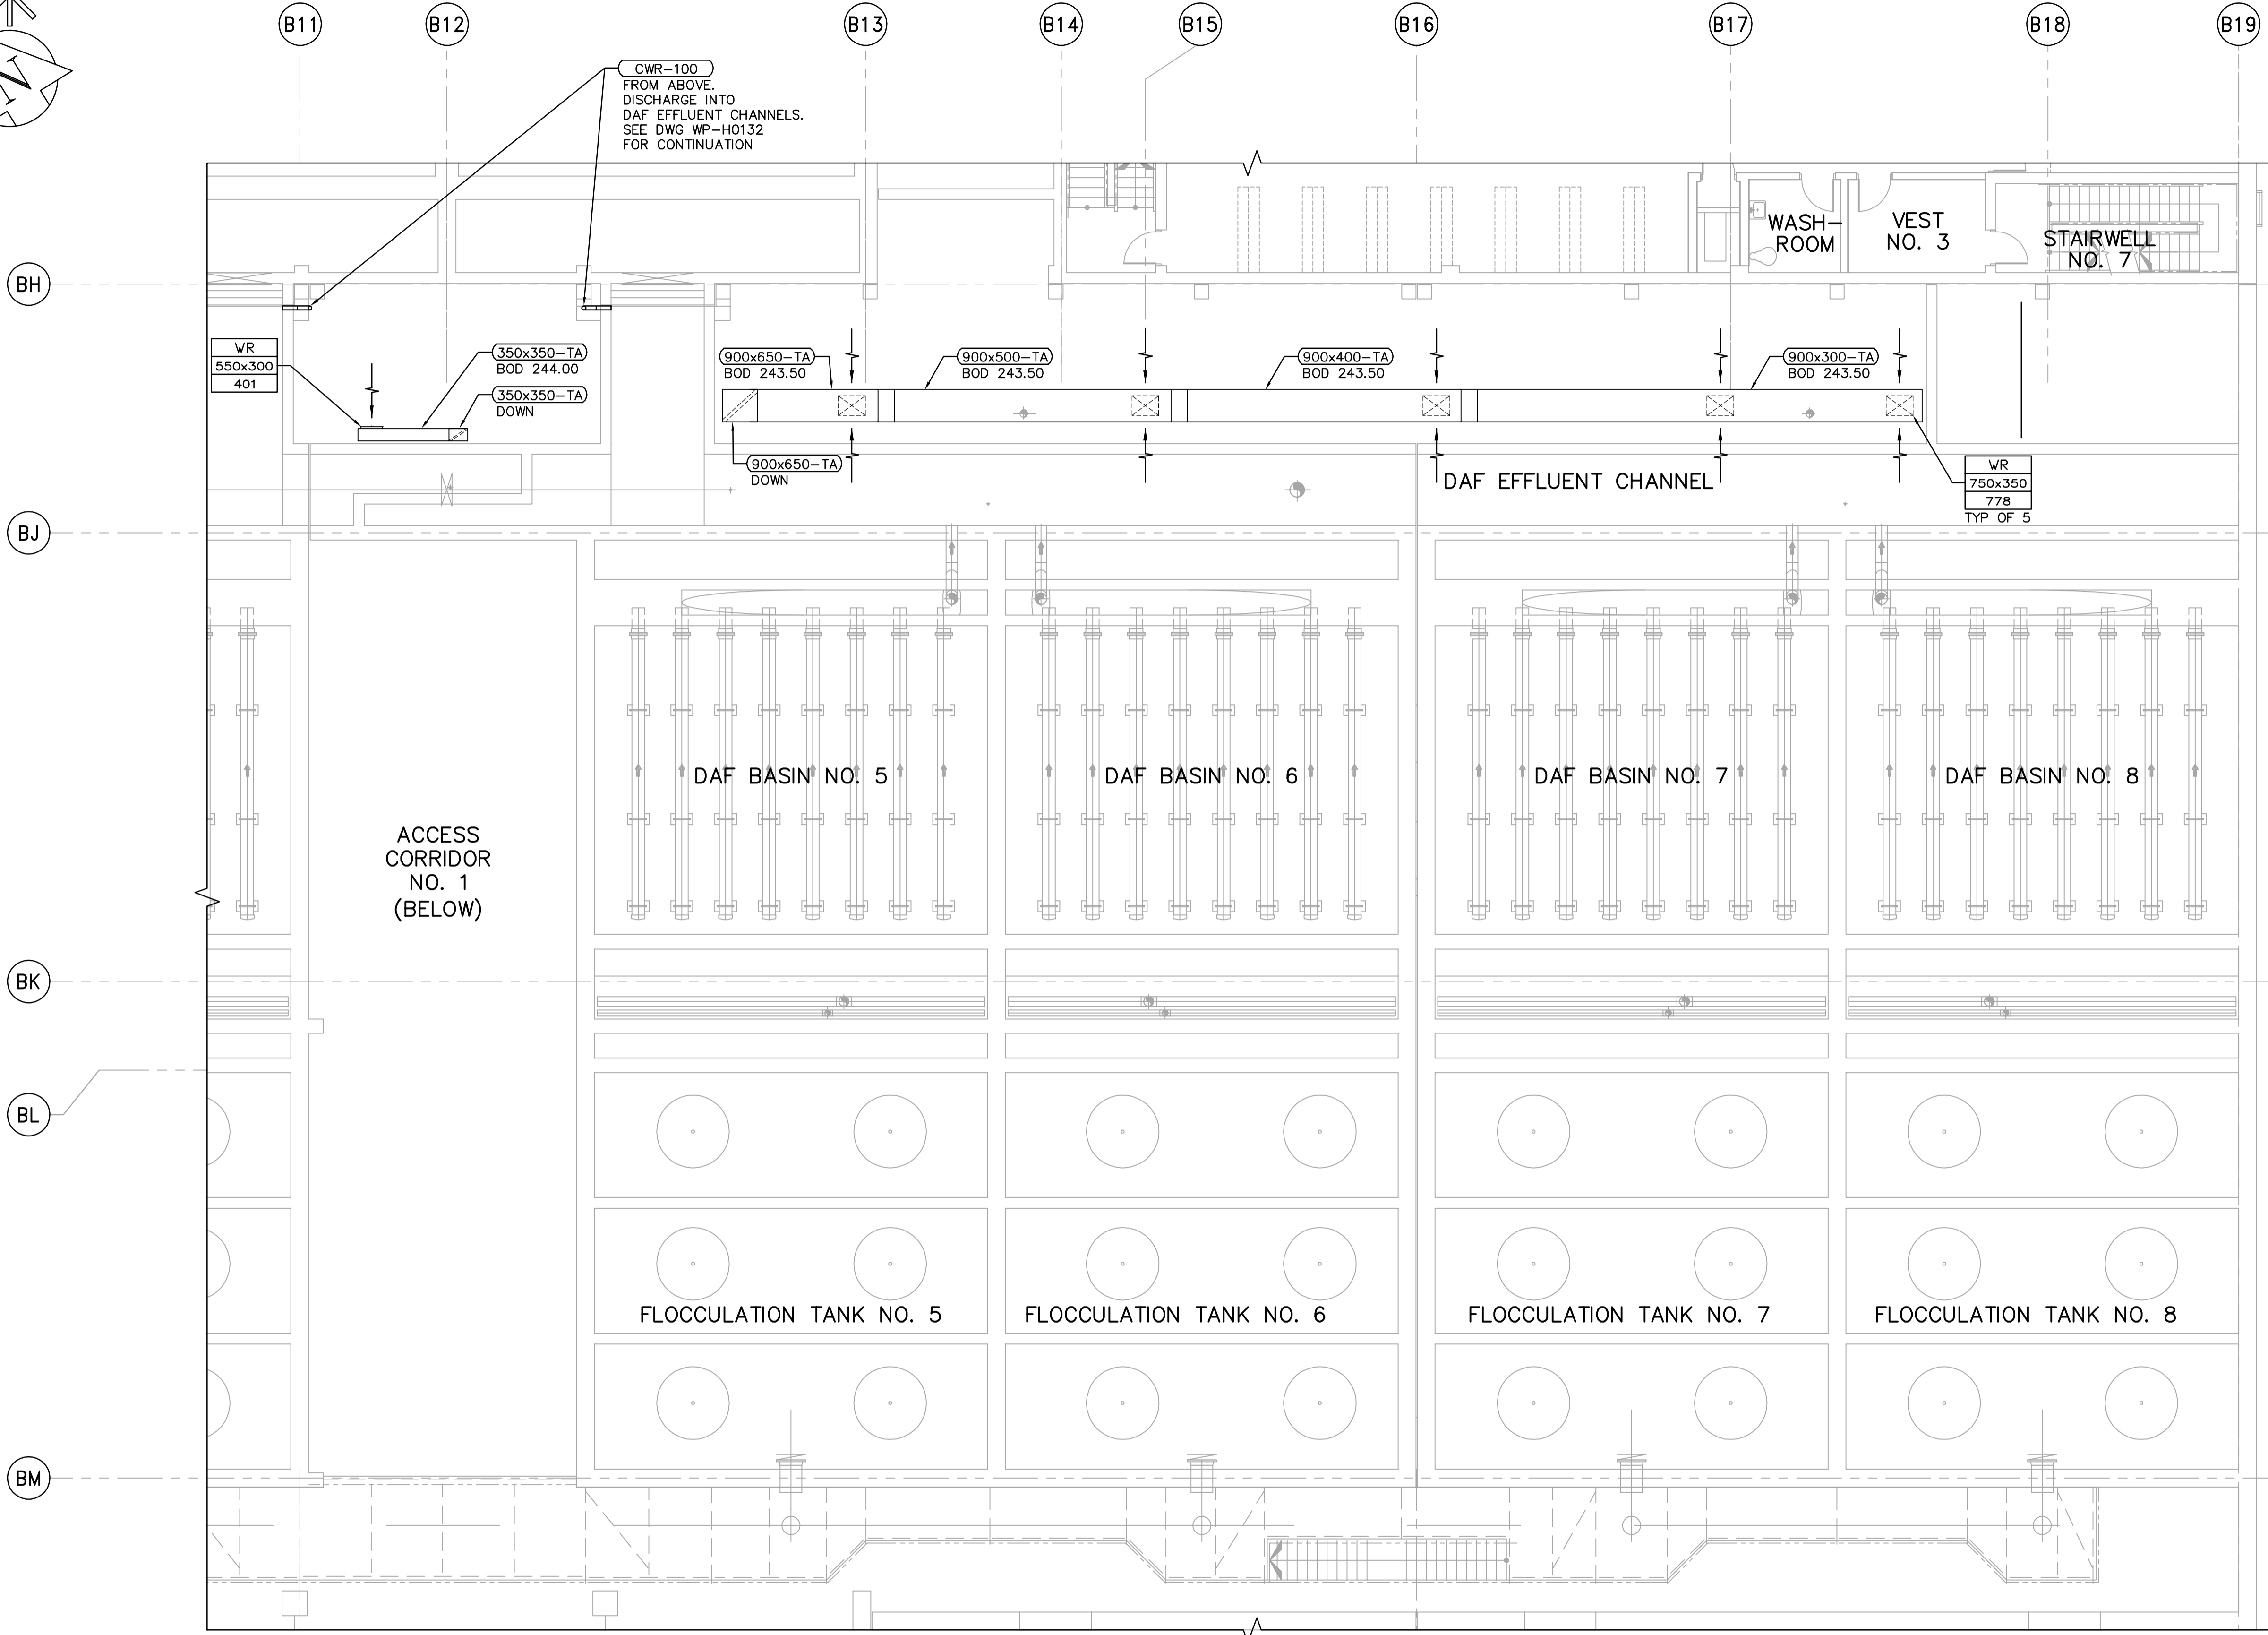 B11
B12
B13
B14
B15
B16
B17
B18
B19
N
CWR-100
FROM ABOVE.
DISCHARGE INTO
DAF EFFLUENT CHANNELS.
SEE DWG WP-H0132
FOR CONTINUATION
WASH-
ROOM
VEST
NO. 3
STAIRWELL
NO. 7
BH
WR
550x300
401
350x350-TA
BOD 244.00
350x350-TA
DOWN
900x650-TA
BOD 243.50
900x500-TA
BOD 243.50
900x400-TA
BOD 243.50
900x300-TA
BOD 243.50
900x650-TA
DOWN
DAF EFFLUENT CHANNEL
WR
750x350
778
TYP OF 5
BJ
DAF BASIN NO. 5
DAF BASIN NO. 6
DAF BASIN NO. 7
DAF BASIN NO. 8
ACCESS
CORRIDOR
NO. 1
(BELOW)
BK
BL
FLOCCULATION TANK NO. 5
FLOCCULATION TANK NO. 6
FLOCCULATION TANK NO. 7
FLOCCULATION TANK NO. 8
BM